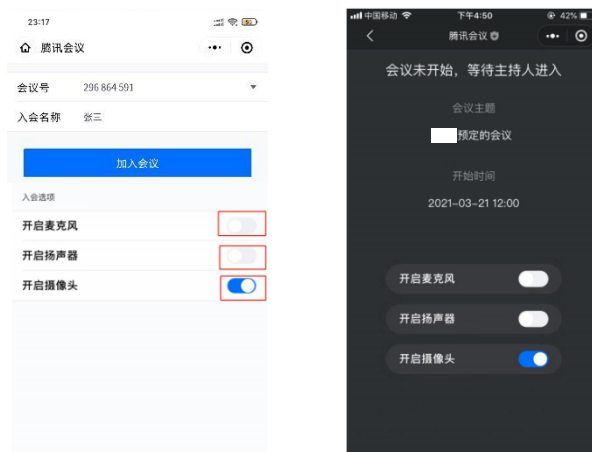 23:17
腾讯会议
会议号 296 864 591
入会名称 张三
加入会议
入会选项
开启麦克风
开启扬声器
开启摄像头
中国移动 下午4:50 42%
腾讯会议
会议未开始，等待主持人进入
会议主题
预定的会议
开始时间
2021-03-21 12:00
开启麦克风
开启扬声器
开启摄像头